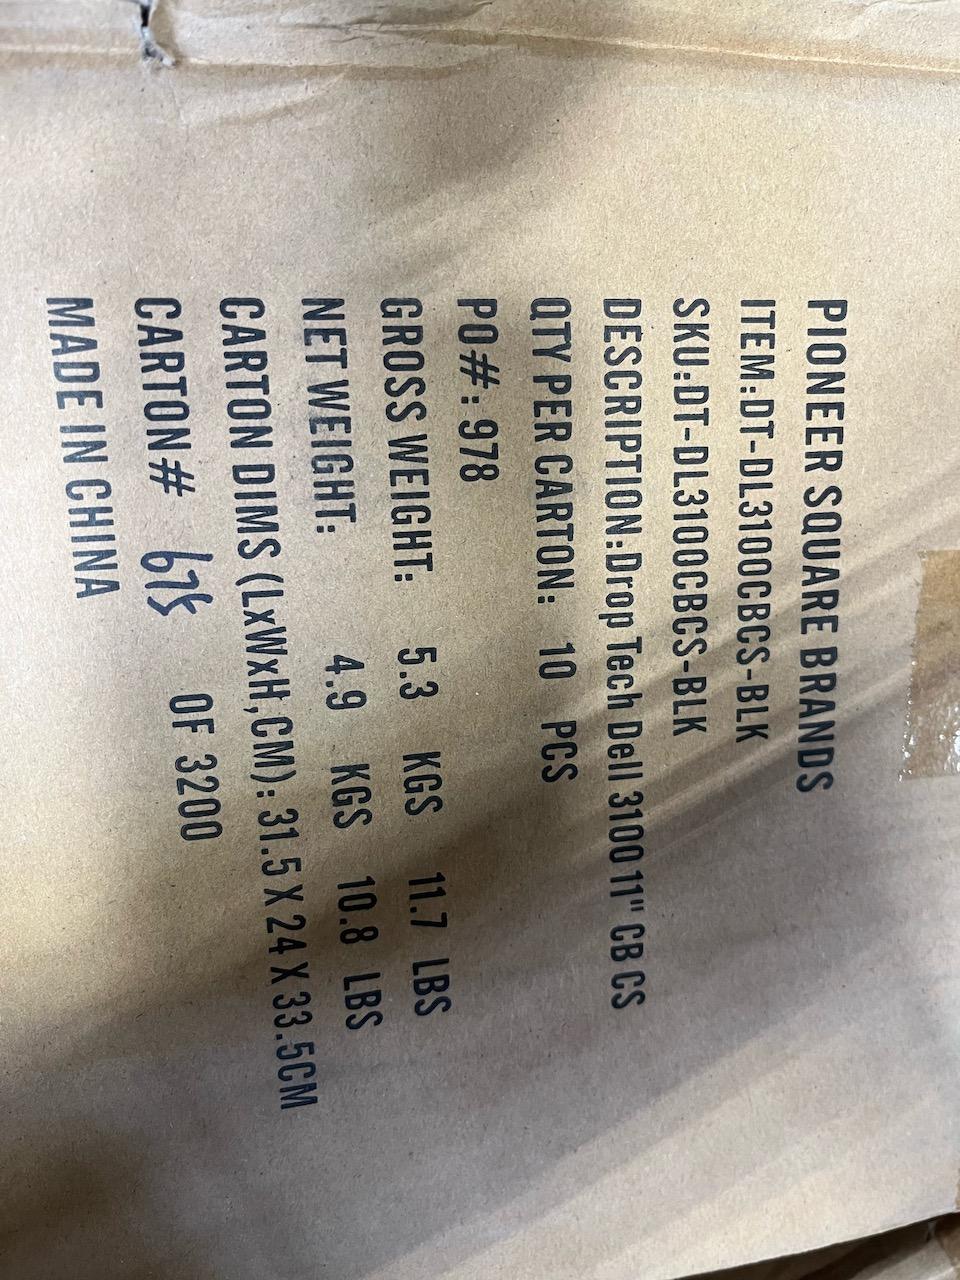 PIONEER SQUARE BRANDS
ITEM:DT-DL3100CBCS-BLK
SKU:DT-DL3100CBCS-BLK
DESCRIPTION:Drop Tech Dell 3100 11" CB CS
QTY PER CARTON: 10 PCS
PO#: 978
GROSS WEIGHT: 5.3 KGS 11.7 LBS
NET WEIGHT: 4.9 KGS 10.8 LBS
CARTON DIMS (LxWxH,CM): 31.5 X 24 X 33.5CM
CARTON# OF 3200
MADE IN CHINA